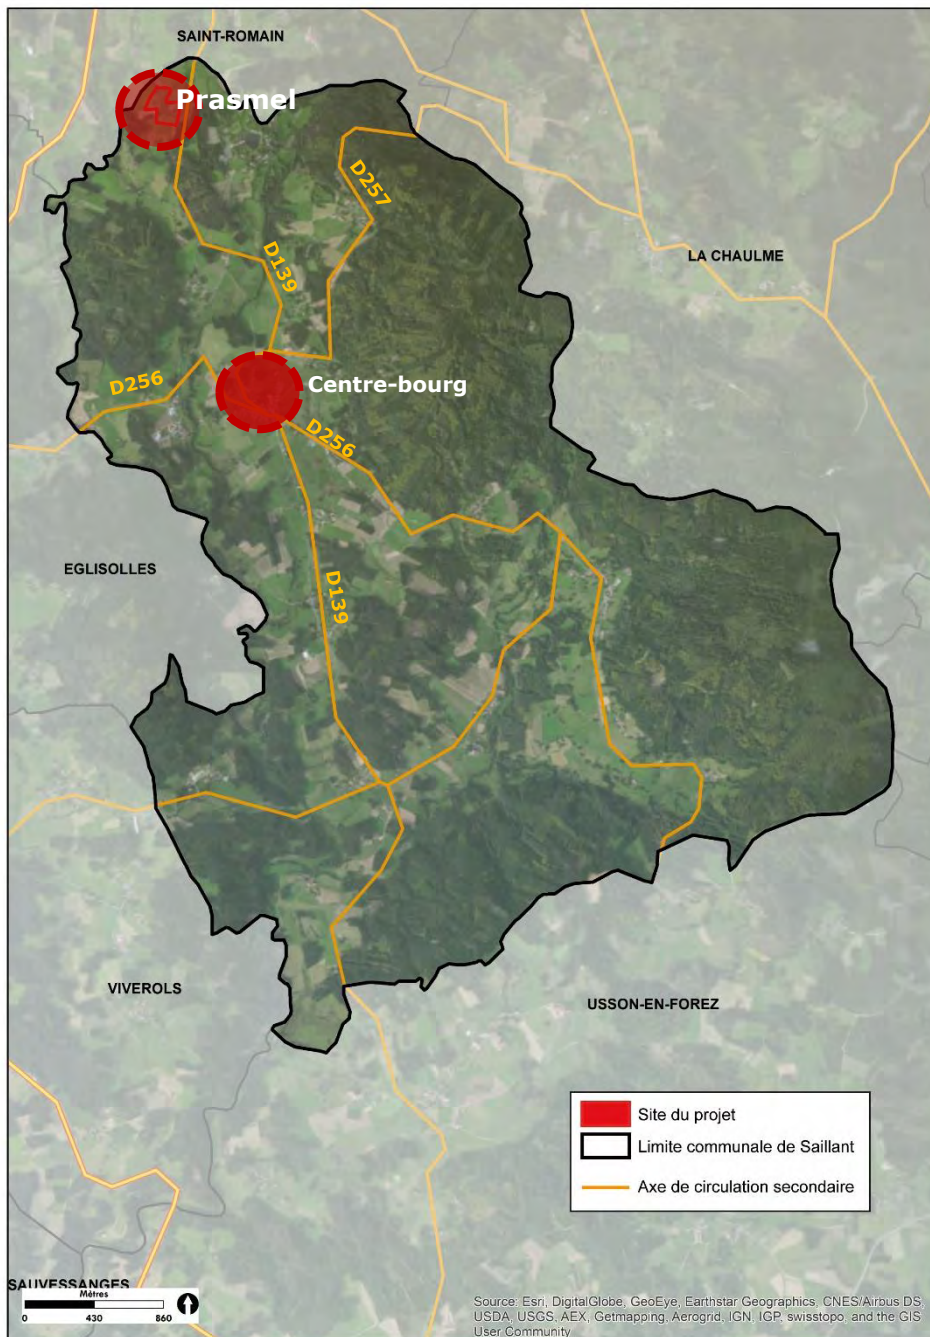 SAINT-ROMAIN
Prasmel
D257
D139
LA CHAULME
D256
Centre-bourg
D256
EGLISOLLES
D139
VIVEROLS
USSON-EN-FOREZ
Site du projet
Limite communale de Saillant
Axe de circulation secondaire
SAUVESSANGES
Mètres
0 430 860
Source: Esri, DigitalGlobe, GeoEye, Earthstar Geographics, CNES/Airbus DS,
USDA, USGS, AEX, Getmapping, Aerogrid, IGN, IGP, swisstopo, and the GIS
User Community